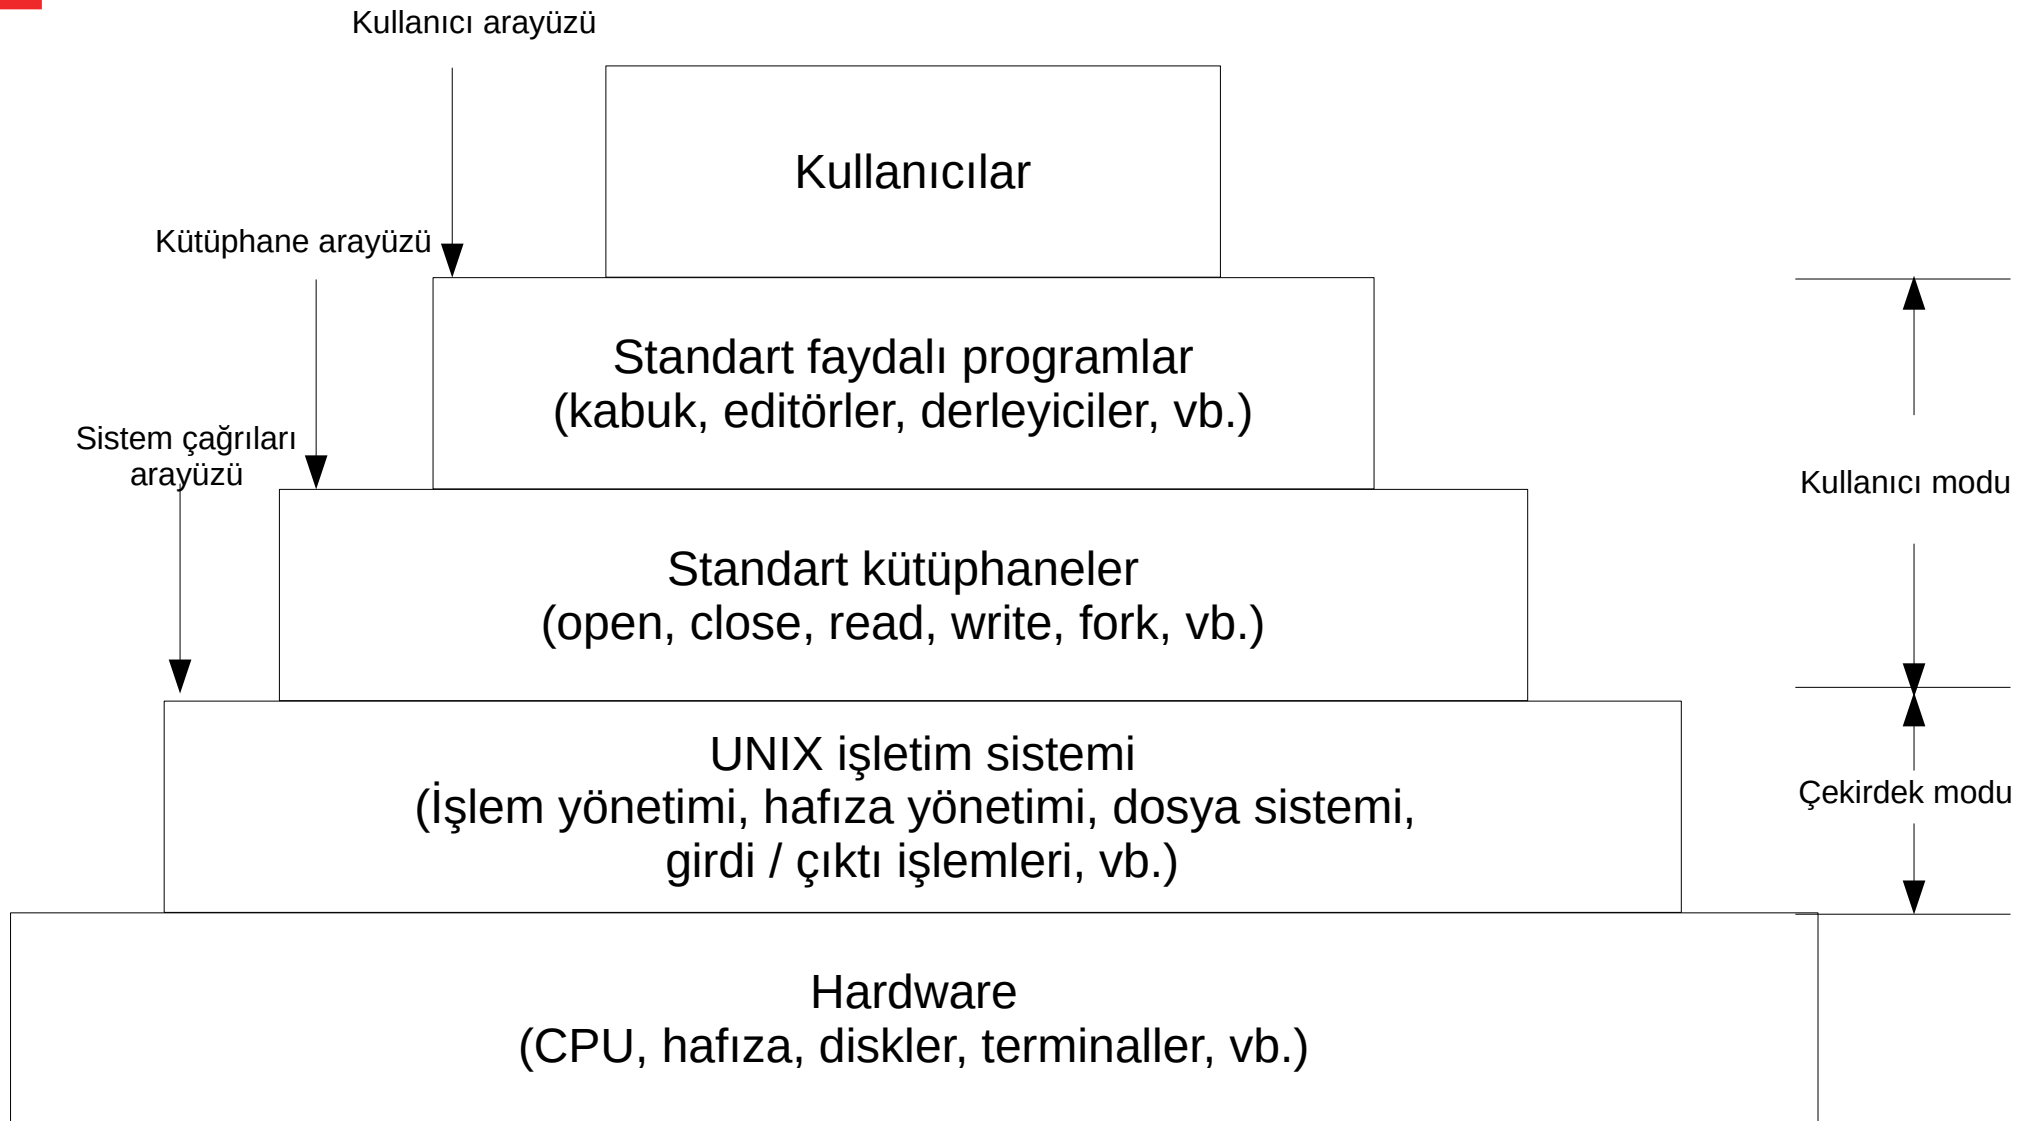 Kullanıcı arayüzü
Kullanıcılar
Kütüphane arayüzü
Standart faydalı programlar
(kabuk, editörler, derleyiciler, vb.)
Sistem çağrıları
arayüzü
Kullanıcı modu
Standart kütüphaneler
(open, close, read, write, fork, vb.)
UNIX işletim sistemi
(İşlem yönetimi, hafıza yönetimi, dosya sistemi,
girdi / çıktı işlemleri, vb.)
Çekirdek modu
Hardware
(CPU, hafıza, diskler, terminaller, vb.)